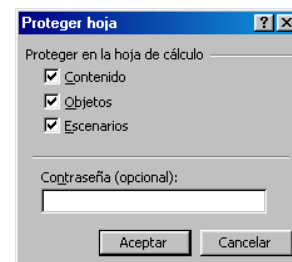 Proteger hoja
Proteger en la hoja de cálculo
Contenido
Objetos
Escenarios
Contraseña (opcional):
Aceptar Cancelar